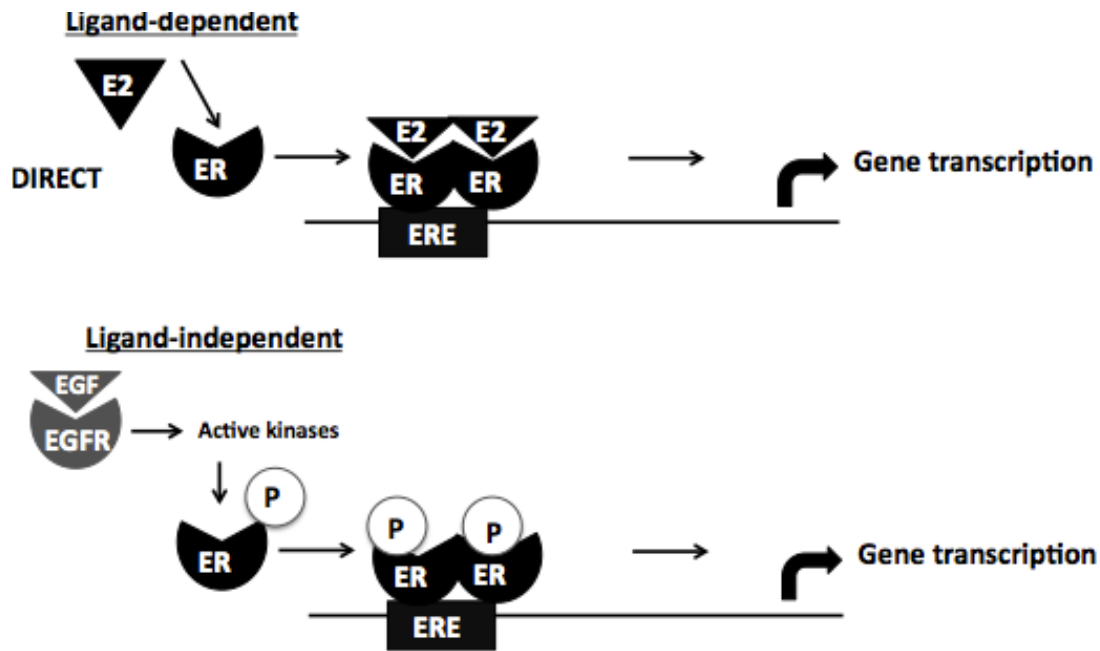 Ligand-dependent
E2
E2 E2
DIRECT
ER
ER ER
Gene transcription
ERE
Ligand-independent
EGF
EGFR
Active kinases
P
P P
ER
ER ER
Gene transcription
ERE